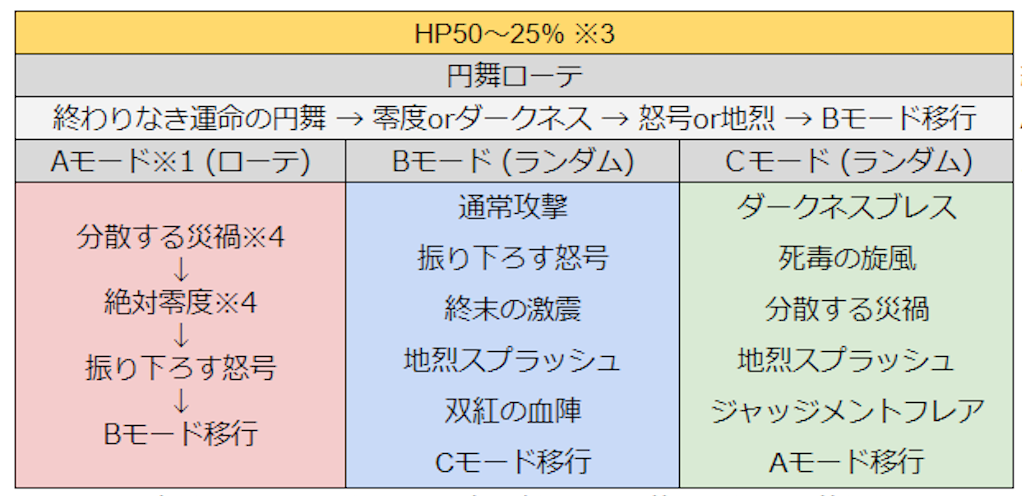 HP50～25% ※3
円舞ローテ
終わりなき運命の円舞 → 零度orダークネス → 怒号or地烈 → Bモード移行
Aモード※1 (ローテ)
分散する災禍※4
↓
絶対零度※4
↓
振り下ろす怒号
↓
Bモード移行
Bモード (ランダム)
通常攻撃
振り下ろす怒号
終末の激震
地烈スプラッシュ
双紅の血陣
Cモード移行
Cモード (ランダム)
ダークネスブレス
死毒の旋風
分散する災禍
地烈スプラッシュ
ジャッジメントフレア
Aモード移行